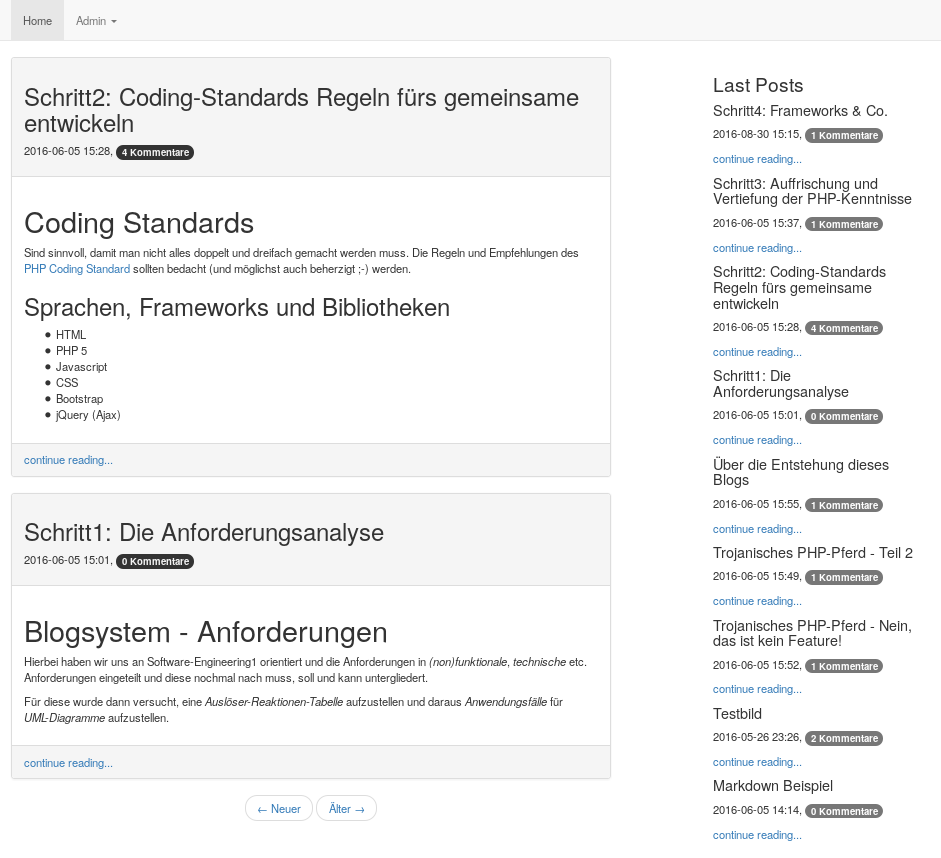 Home Admin
Schritt2: Coding-Standards Regeln fürs gemeinsame
entwickeln
2016-06-05 15:28, 4 Kommentare
Coding Standards
Sind sinnvoll, damit man nicht alles doppelt und dreifach gemacht werden muss. Die Regeln und Empfehlungen des
PHP Coding Standard sollten bedacht (und möglichst auch beherzigt ;-) werden.
Sprachen, Frameworks und Bibliotheken
• HTML
• PHP 5
• Javascript
• CSS
• Bootstrap
• jQuery (Ajax)
continue reading...
Schritt1: Die Anforderungsanalyse
2016-06-05 15:01, 0 Kommentare
Blogsystem - Anforderungen
Hierbei haben wir uns an Software-Engineering1 orientiert und die Anforderungen in (non)funktionale, technische etc.
Anforderungen eingeteilt und diese nochmal nach muss, soll und kann untergliedert.
Für diese wurde dann versucht, eine Auslöser-Reaktionen-Tabelle aufzustellen und daraus Anwendungsfälle für
UML-Diagramme aufzustellen.
continue reading...
← Neuer Älter →
Last Posts
Schritt4: Frameworks & Co.
2016-08-30 15:15, 1 Kommentare
continue reading...
Schritt3: Auffrischung und
Vertiefung der PHP-Kenntnisse
2016-06-05 15:37, 1 Kommentare
continue reading...
Schritt2: Coding-Standards
Regeln fürs gemeinsame
entwickeln
2016-06-05 15:28, 4 Kommentare
continue reading...
Schritt1: Die
Anforderungsanalyse
2016-06-05 15:01, 0 Kommentare
continue reading...
Über die Entstehung dieses
Blogs
2016-06-05 15:55, 1 Kommentare
continue reading...
Trojanisches PHP-Pferd - Teil 2
2016-06-05 15:49, 1 Kommentare
continue reading...
Trojanisches PHP-Pferd - Nein,
das ist kein Feature!
2016-06-05 15:52, 1 Kommentare
continue reading...
Testbild
2016-05-26 23:26, 2 Kommentare
continue reading...
Markdown Beispiel
2016-06-05 14:14, 0 Kommentare
continue reading...